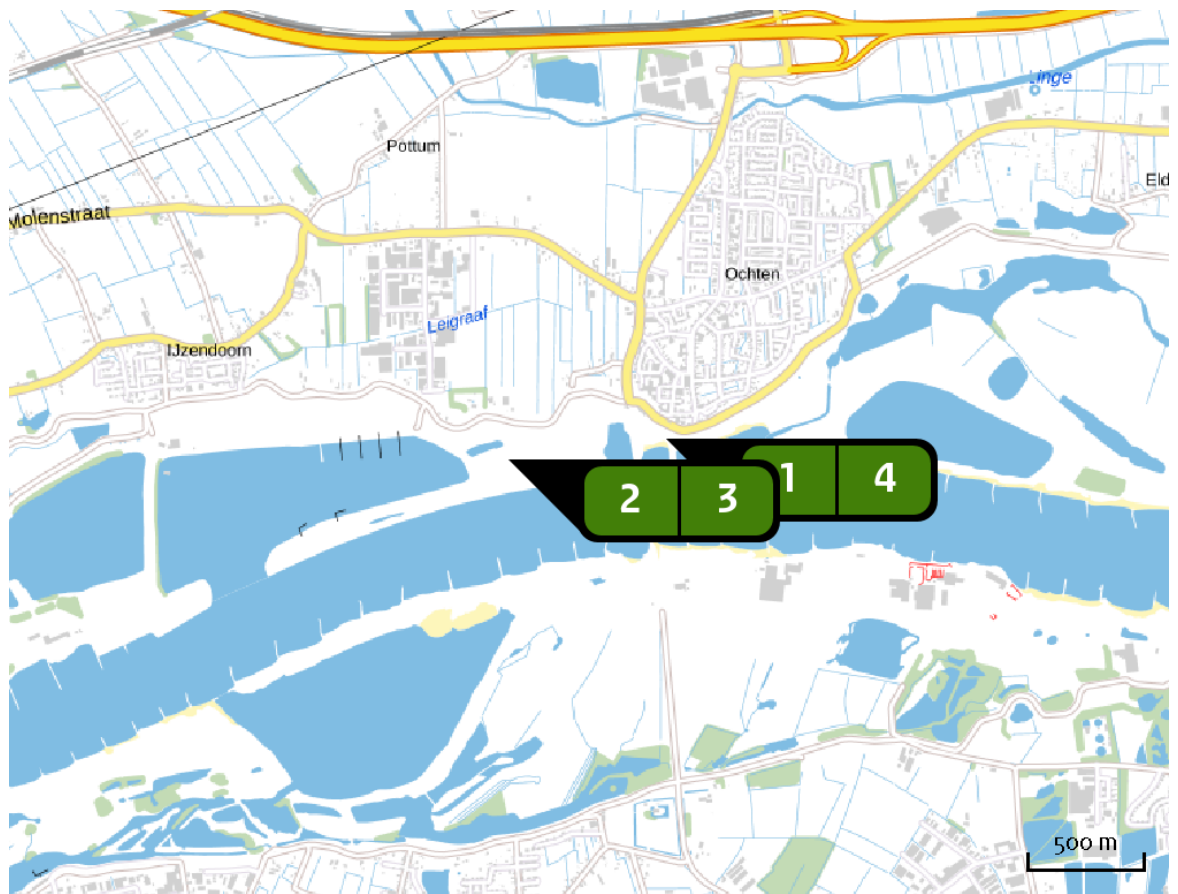 Linge
Pottum
Eld
Molenstraat
Ochten
Leigraaf
IJzendoorn
1 4
2 3
500 m